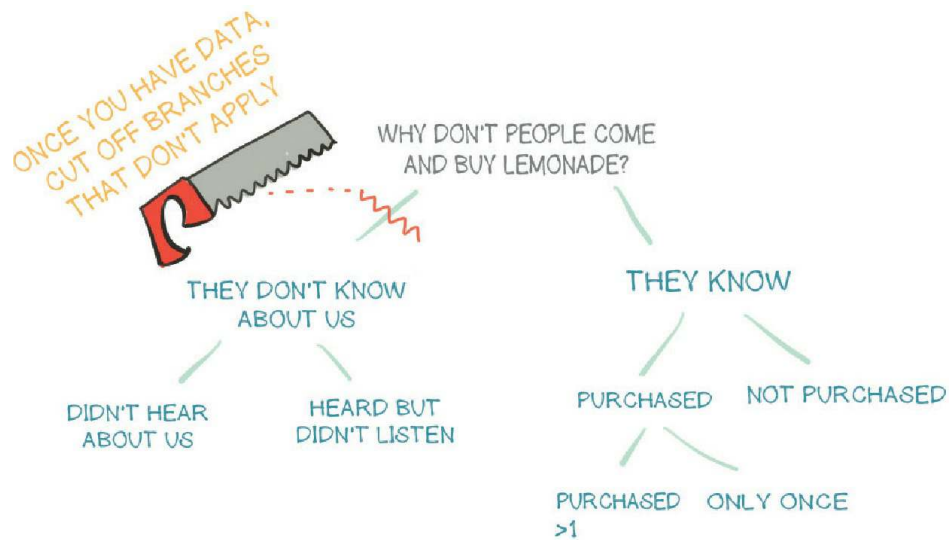 ONCE YOU HAVE DATA,
CUT OFF BRANCHES
THAT DON'T APPLY
WHY DON'T PEOPLE COME
AND BUY LEMONADE?
THEY DON'T KNOW
ABOUT US
THEY KNOW
DIDN'T HEAR
ABOUT US
HEARD BUT
DIDN'T LISTEN
PURCHASED
NOT PURCHASED
PURCHASED
>1
ONLY ONCE